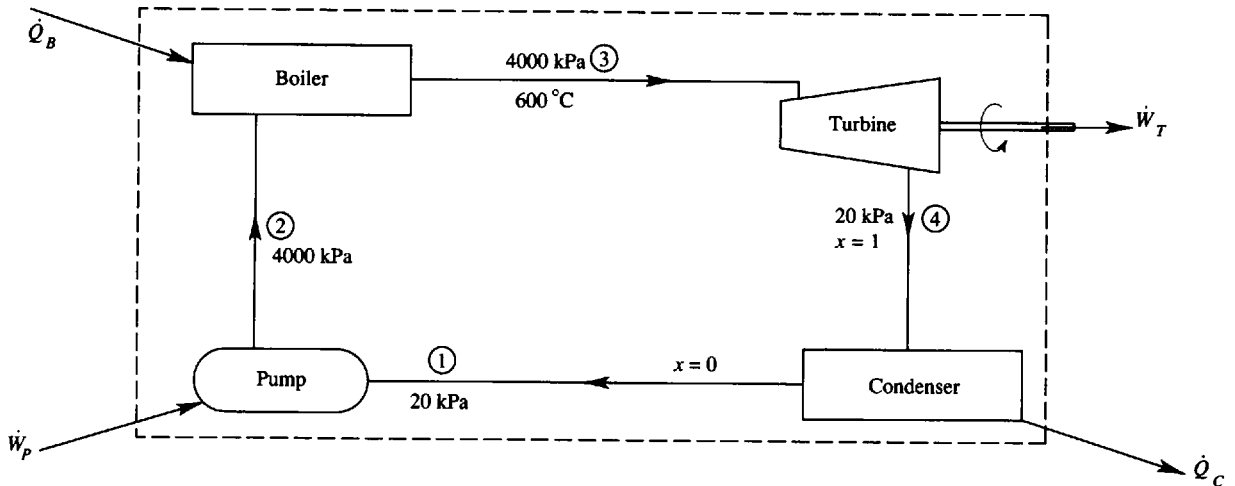 Q̇_B
Boiler
4000 kPa ③
600 °C
Turbine
Ẇ_T
②
4000 kPa
20 kPa ④
x = 1
Pump
①
20 kPa
x = 0
Condenser
Ẇ_P
Q̇_C